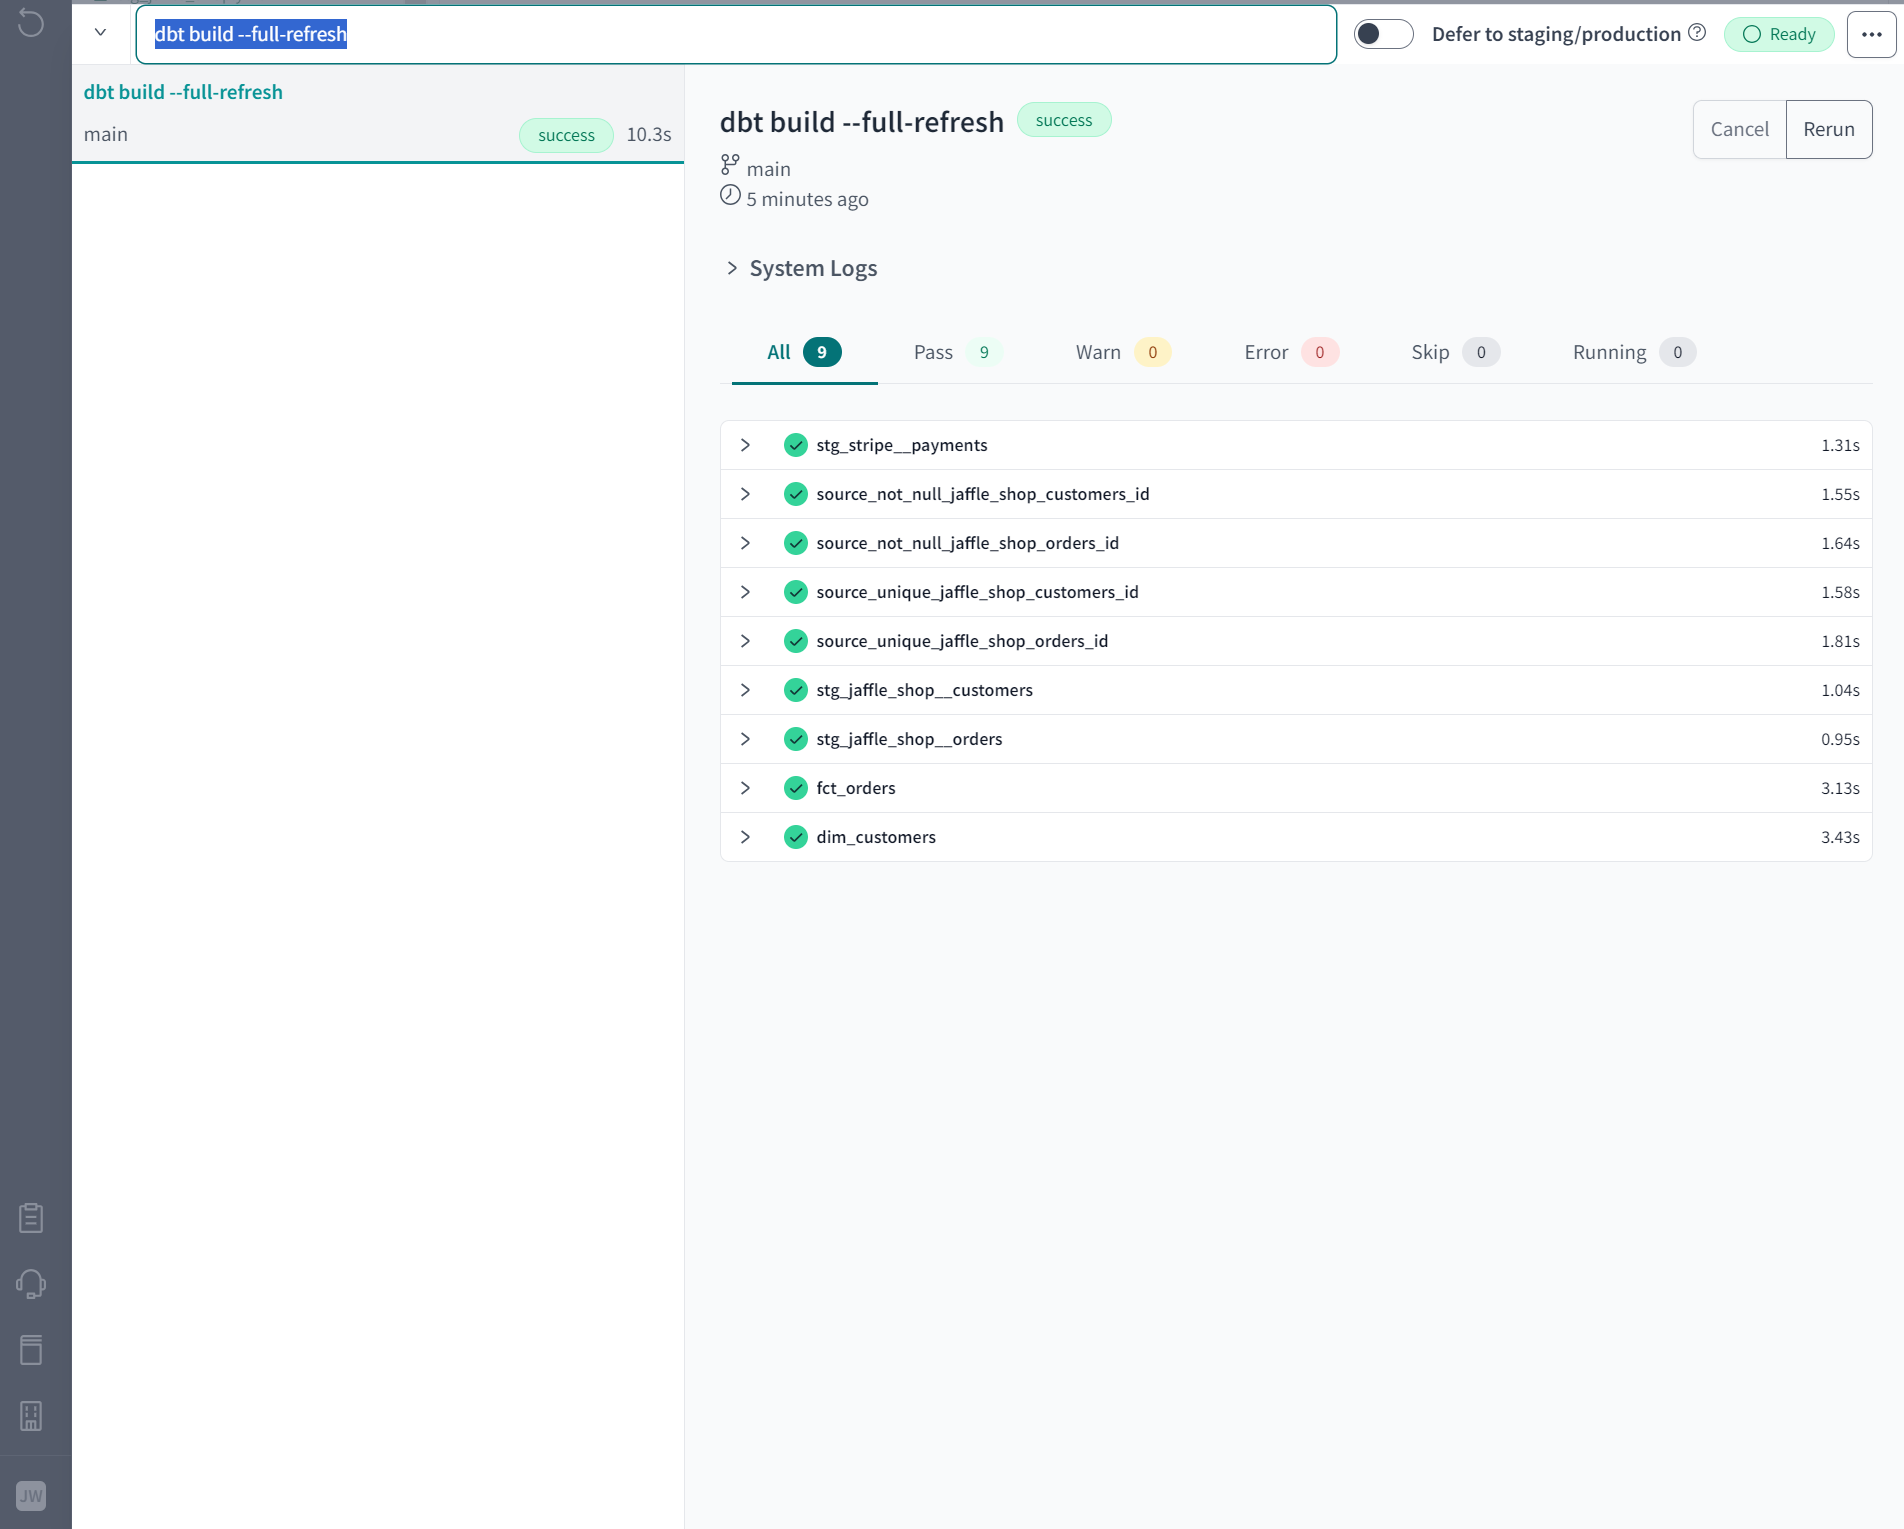 dbt build --full-refresh
Defer to staging/production
Ready
dbt build --full-refresh
main
success
10.3s
dbt build --full-refresh
success
Cancel
Rerun
main
5 minutes ago
System Logs
All 9
Pass 9
Warn 0
Error 0
Skip 0
Running 0
stg_stripe__payments 1.31s
source_not_null_jaffle_shop_customers_id 1.55s
source_not_null_jaffle_shop_orders_id 1.64s
source_unique_jaffle_shop_customers_id 1.58s
source_unique_jaffle_shop_orders_id 1.81s
stg_jaffle_shop__customers 1.04s
stg_jaffle_shop__orders 0.95s
fct_orders 3.13s
dim_customers 3.43s
JW